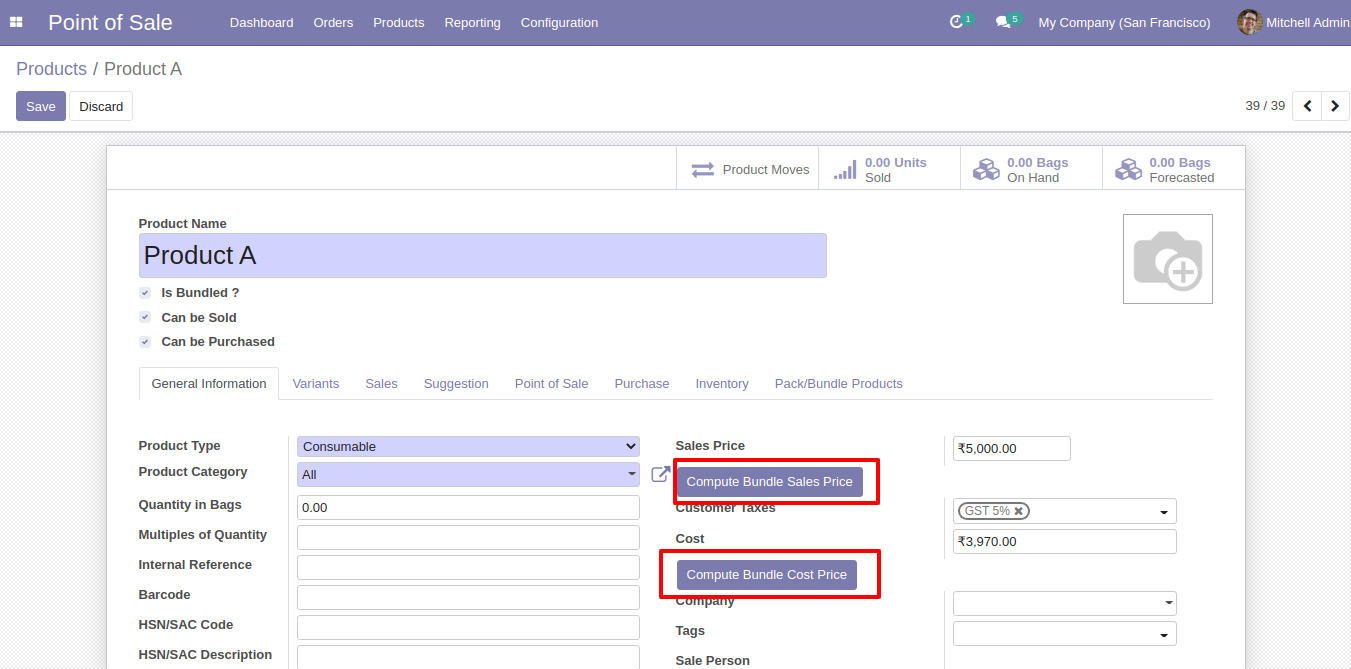 Point of Sale Dashboard Orders Products Reporting Configuration 1 5 My Company (San Francisco) Mitchell Admin
Products / Product A
Save Discard 39 / 39
Product Moves 0.00 Units Sold 0.00 Bags On Hand 0.00 Bags Forecasted
Product Name
Product A
Is Bundled ?
Can be Sold
Can be Purchased
General Information Variants Sales Suggestion Point of Sale Purchase Inventory Pack/Bundle Products
Product Type Consumable
Product Category All
Quantity in Bags 0.00
Multiples of Quantity
Internal Reference
Barcode
HSN/SAC Code
HSN/SAC Description
Sales Price ₹5,000.00
Compute Bundle Sales Price
Customer Taxes GST 5% ✖
Cost ₹3,970.00
Compute Bundle Cost Price
Company
Tags
Sale Person